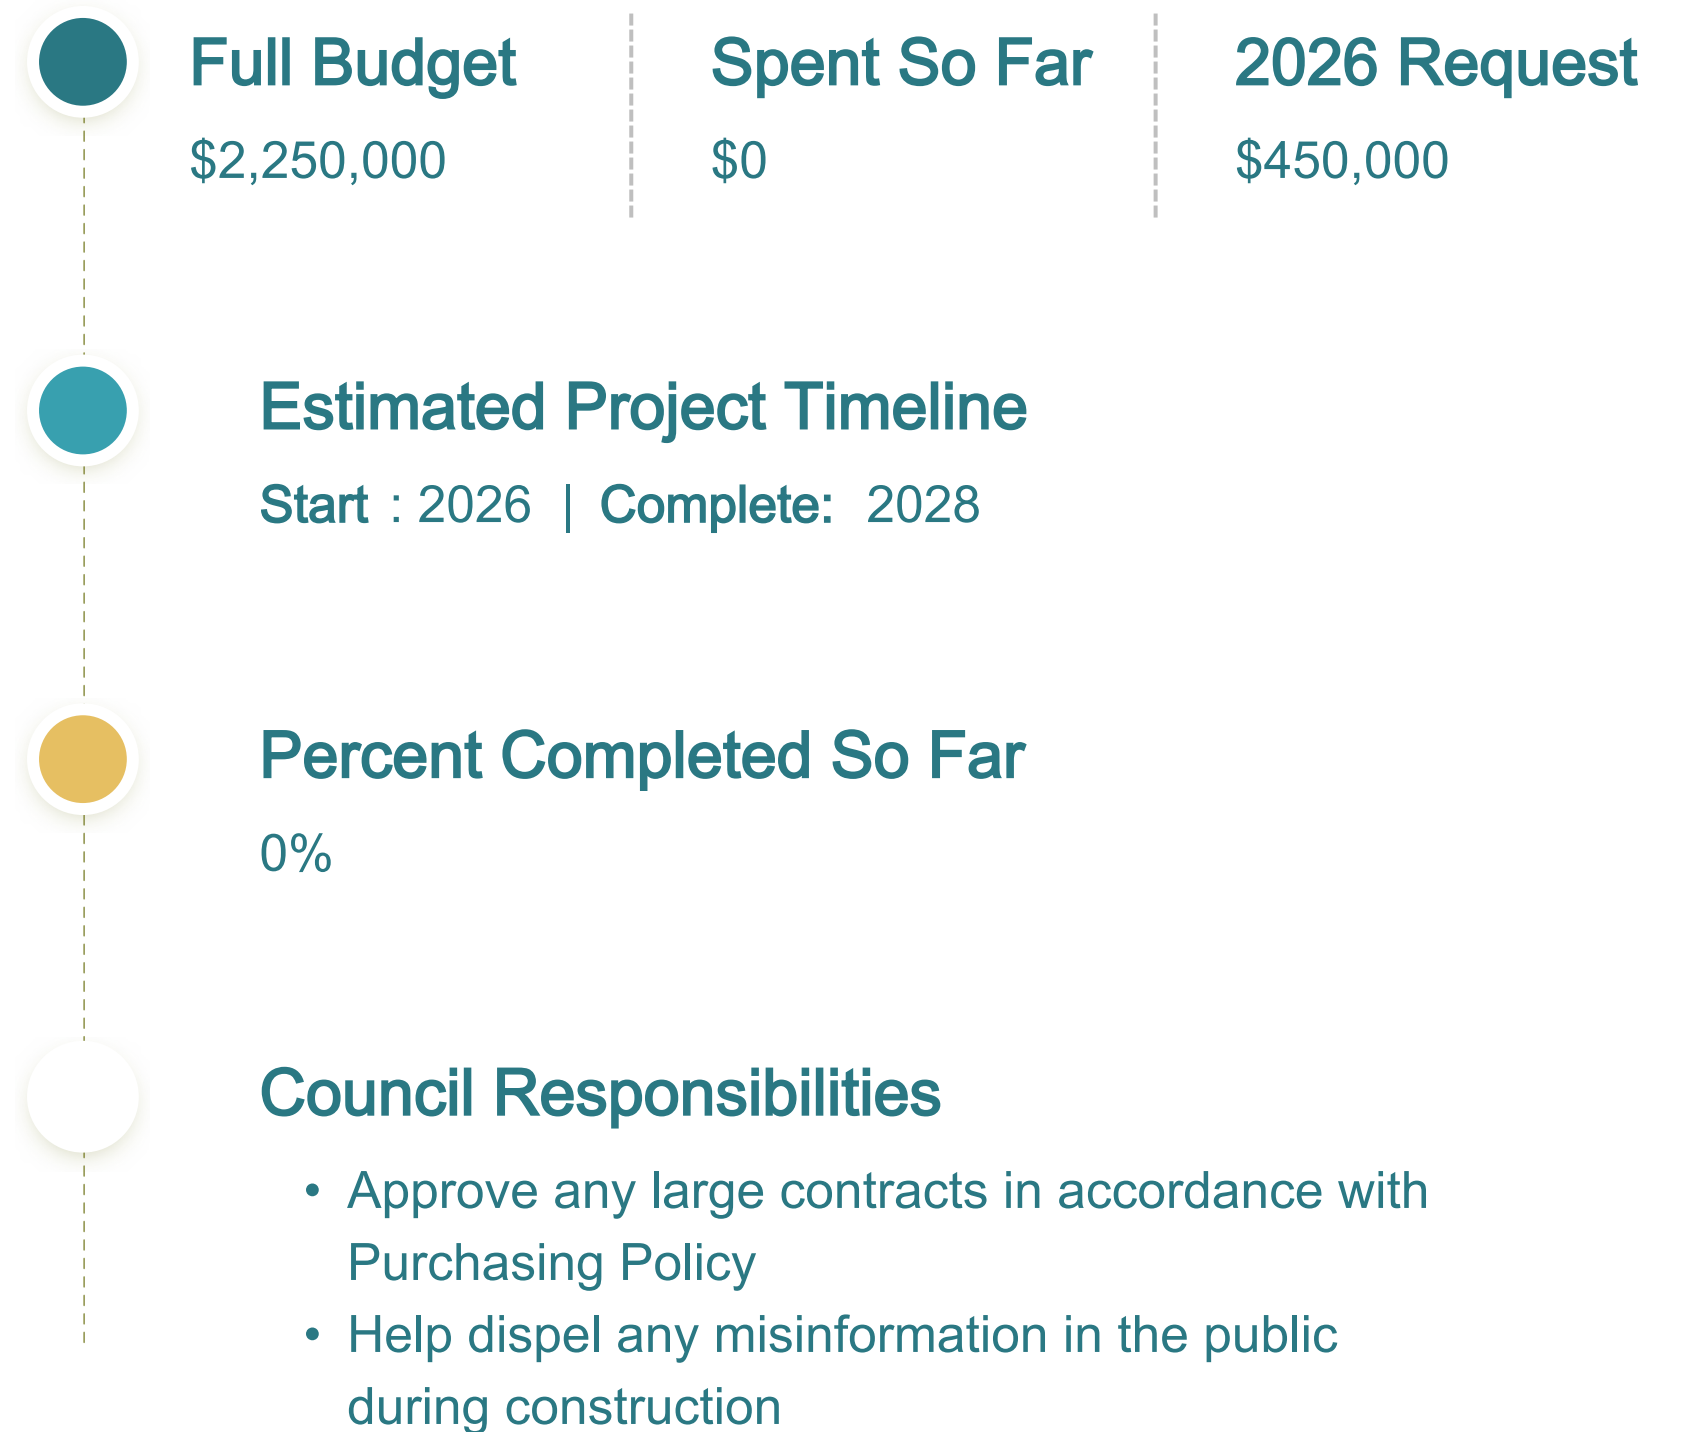 Full Budget
Spent So Far
2026 Request
$2,250,000
$0
$450,000
Estimated Project Timeline
Start : 2026 | Complete: 2028
Percent Completed So Far
0%
Council Responsibilities
• Approve any large contracts in accordance with
Purchasing Policy
• Help dispel any misinformation in the public
during construction